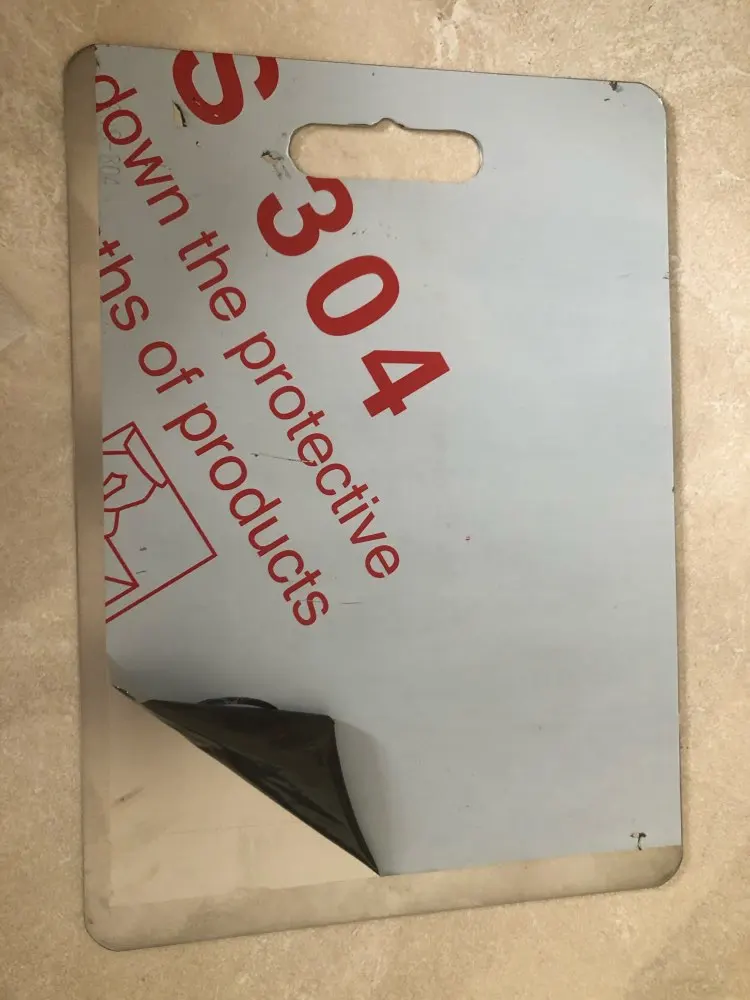 S 304
down the protective
ths of products